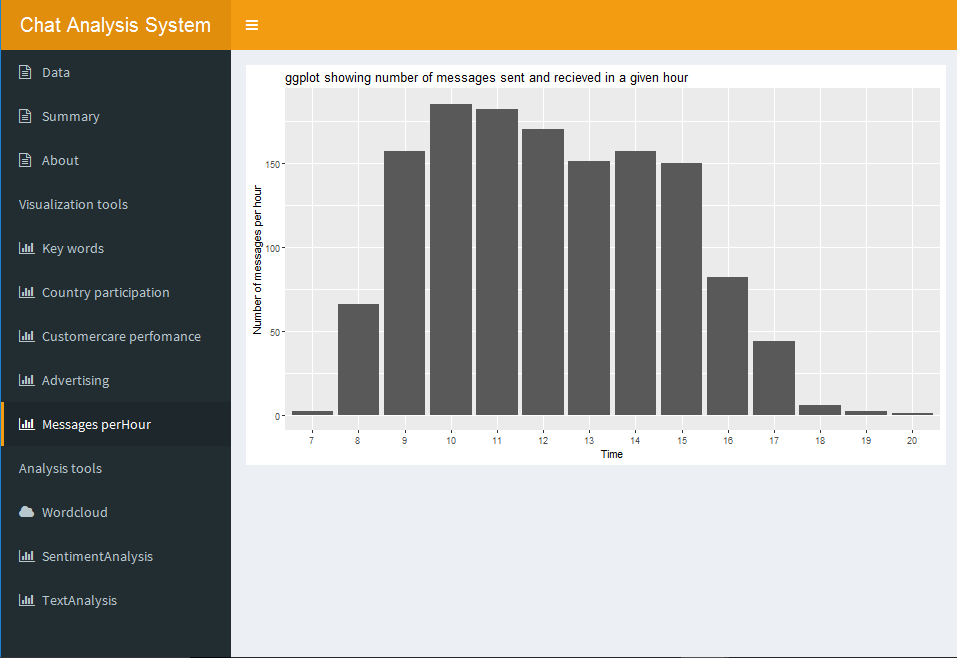 Chat Analysis System
Data
Summary
About
Visualization tools
Key words
Country participation
Customercare perfomance
Advertising
Messages perHour
Analysis tools
Wordcloud
SentimentAnalysis
TextAnalysis
ggplot showing number of messages sent and recieved in a given hour
Number of messages per hour
150
100
50
0
7 8 9 10 11 12 13 14 15 16 17 18 19 20
Time